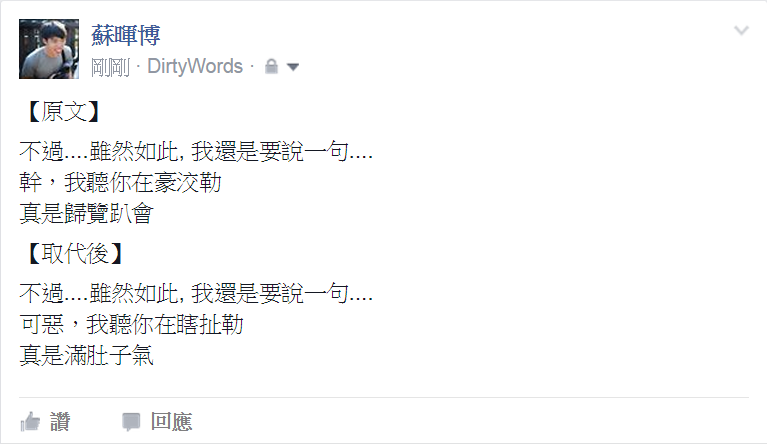 蘇暉博
剛剛 · DirtyWords ·
【原文】
不過....雖然如此, 我還是要說一句....
幹，我聽你在豪洨勒
真是歸覽趴會
【取代後】
不過....雖然如此, 我還是要說一句....
可惡，我聽你在瞎扯勒
真是滿肚子氣
讚 回應